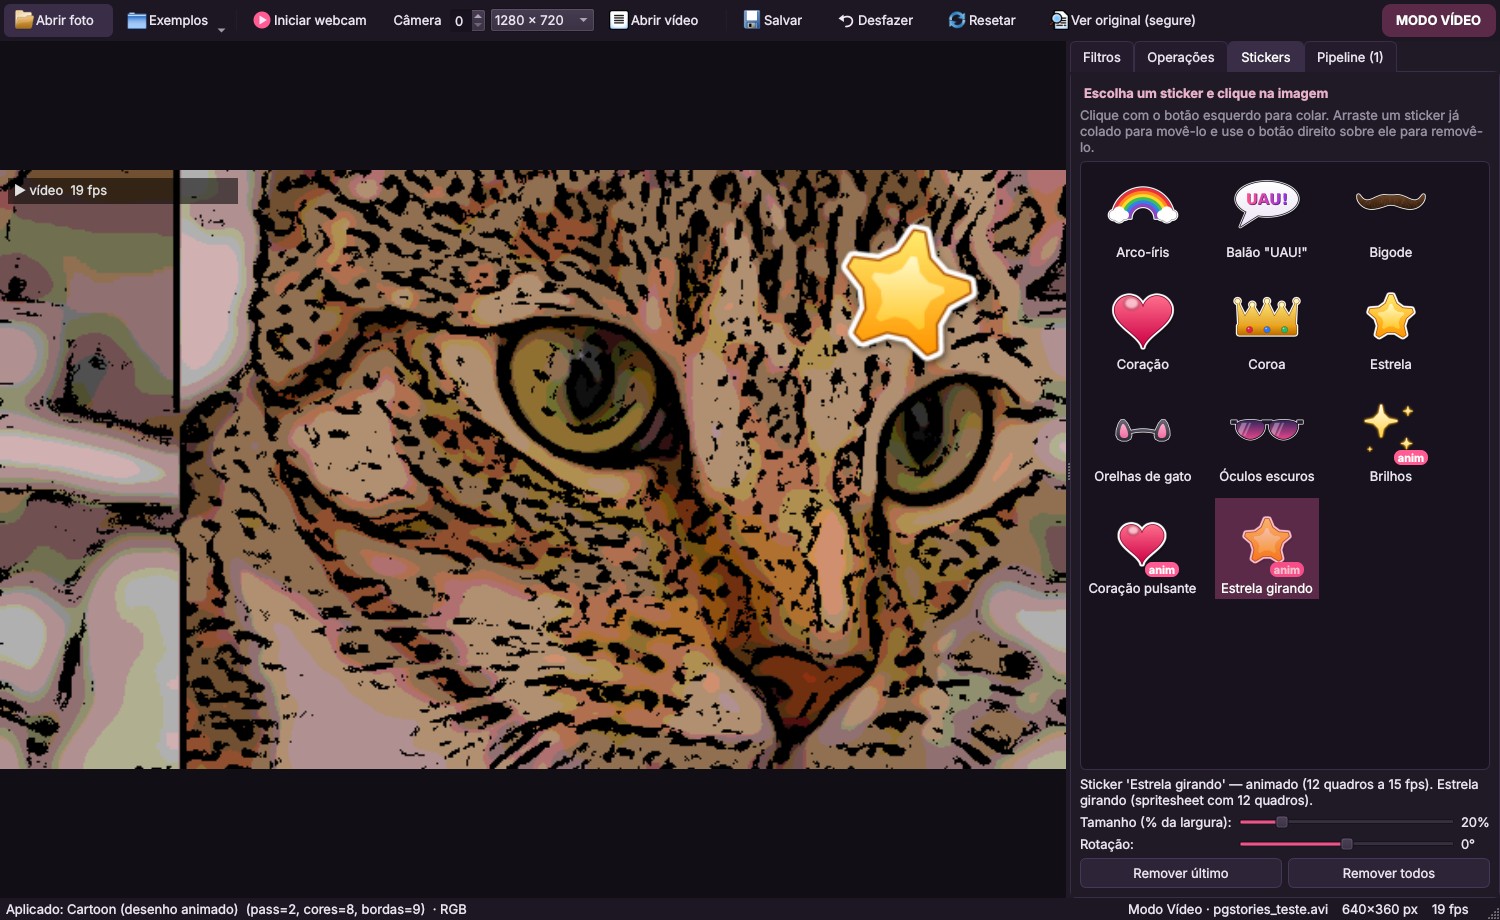 Abrir foto
Exemplos
Iniciar webcam
Câmera
0
1280 × 720
Abrir vídeo
Salvar
Desfazer
Resetar
Ver original (segure)
MODO VÍDEO
Filtros
Operações
Stickers
Pipeline (1)
Escolha um sticker e clique na imagem
Clique com o botão esquerdo para colar. Arraste um sticker já
colado para movê-lo e use o botão direito sobre ele para removê-
lo.
▶ vídeo 19 fps
UAU!
Arco-íris
Balão "UAU!"
Bigode
Coração
Coroa
Estrela
anim
Orelhas de gato
Óculos escuros
Brilhos
anim
anim
Coração pulsante
Estrela girando
Sticker 'Estrela girando' — animado (12 quadros a 15 fps). Estrela
girando (spritesheet com 12 quadros).
Tamanho (% da largura):
20%
Rotação:
0°
Remover último
Remover todos
Aplicado: Cartoon (desenho animado) (pass=2, cores=8, bordas=9) · RGB
Modo Vídeo · pgstories_teste.avi
640×360 px
19 fps